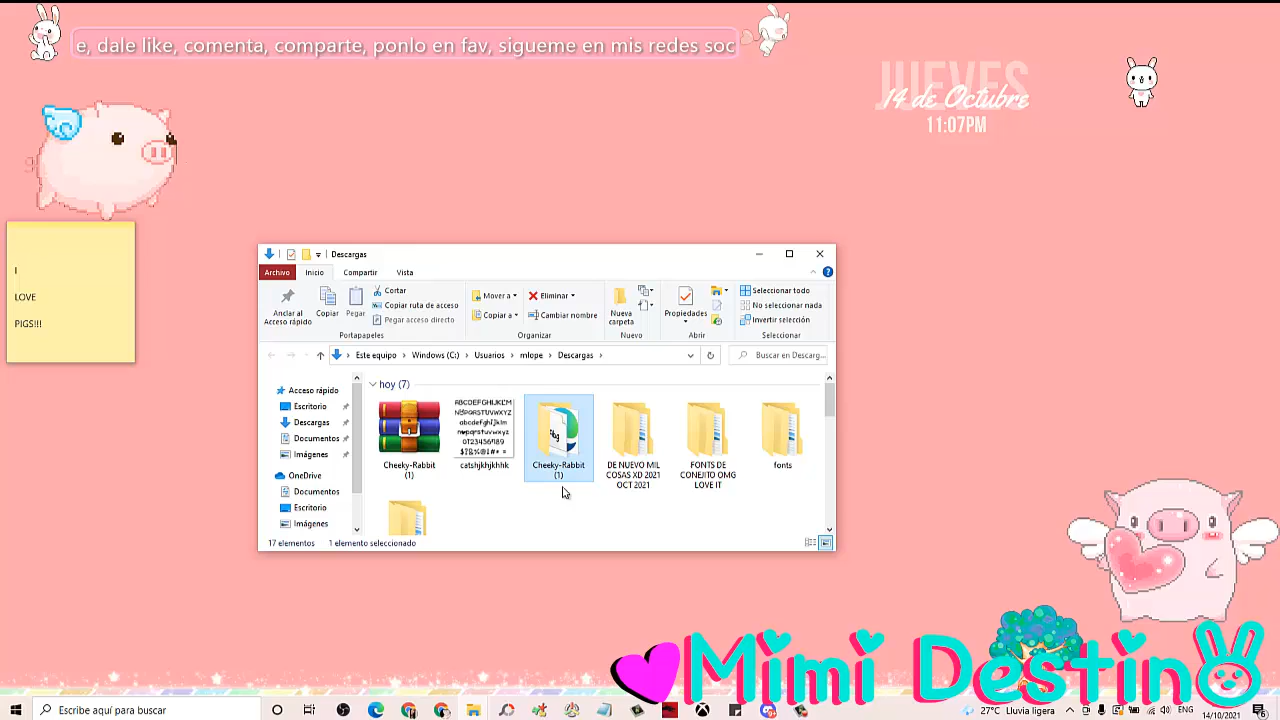 e, dale like, comenta, comparte, ponlo en fav, sigueme en mis redes soc
JUEVES
14 de Octubre
11:07PM
I
LOVE
PIGS!!!
Descargas
Archivo Inicio Compartir Vista
Anclar al Acceso rápido
Copiar
Pegar
Cortar
Copiar ruta de acceso
Pegar acceso directo
Portapapeles
Mover a
Copiar a
Eliminar
Cambiar nombre
Organizar
Nueva carpeta
Nuevo
Propiedades
Abrir
Seleccionar todo
No seleccionar nada
Invertir selección
Seleccionar
Este equipo Windows (C:) Usuarios mlope Descargas
Buscar en Descarg...
Acceso rápido
Escritorio
Descargas
Documentos
Imágenes
OneDrive
Documentos
Escritorio
Imágenes
hoy (7)
Cheeky-Rabbit
(1)
catshjkhjkhhk
Cheeky-Rabbit
(1)
DE NUEVO MIL
COSAS XD 2021
OCT 2021
FONTS DE
CONEJITO OMG
LOVE IT
fonts
17 elementos 1 elemento seleccionado
Mimi Destino
Escribe aquí para buscar
27°C Lluvia ligera
ENG
11:07 p. m.
14/10/2021
6